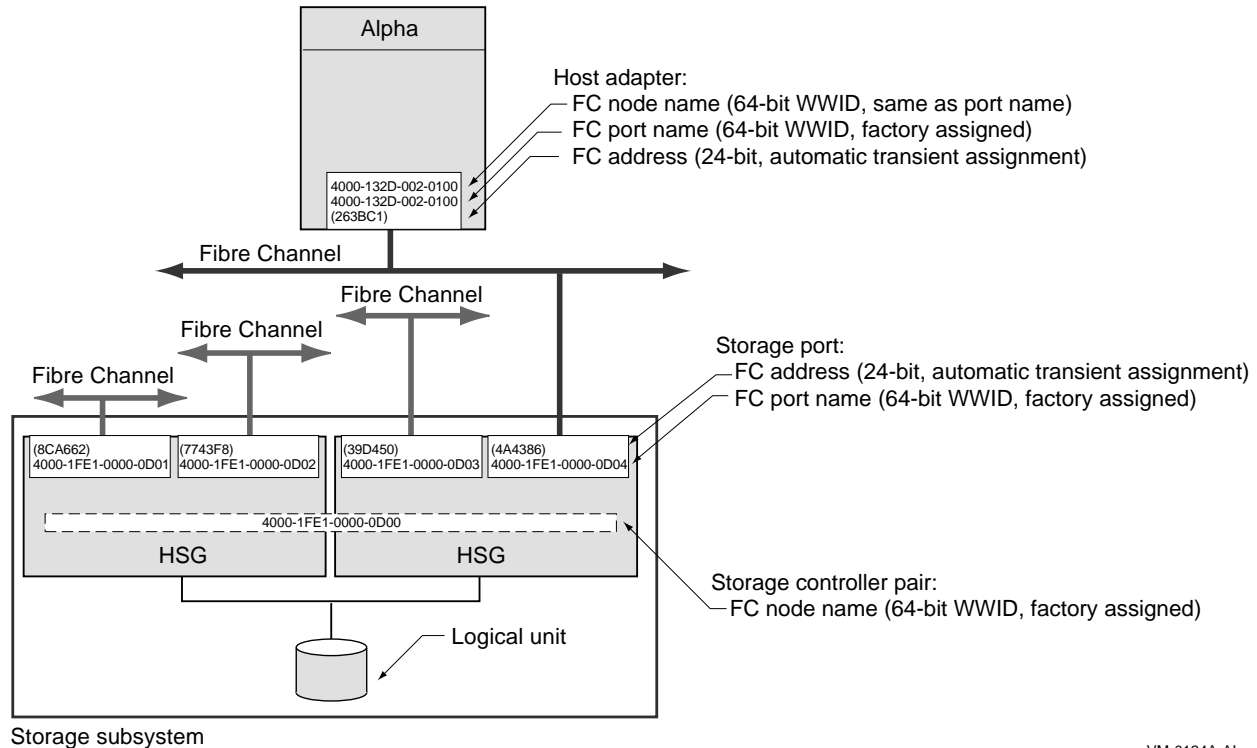 Alpha
Host adapter:
FC node name (64-bit WWID, same as port name)
FC port name (64-bit WWID, factory assigned)
FC address (24-bit, automatic transient assignment)
4000-132D-002-0100
4000-132D-002-0100
(263BC1)
Fibre Channel
Fibre Channel
Fibre Channel
Fibre Channel
Storage port:
FC address (24-bit, automatic transient assignment)
FC port name (64-bit WWID, factory assigned)
(8CA662)
4000-1FE1-0000-0D01
(7743F8)
4000-1FE1-0000-0D02
(39D450)
4000-1FE1-0000-0D03
(4A4386)
4000-1FE1-0000-0D04
4000-1FE1-0000-0D00
HSG
HSG
Storage controller pair:
FC node name (64-bit WWID, factory assigned)
Logical unit
Storage subsystem